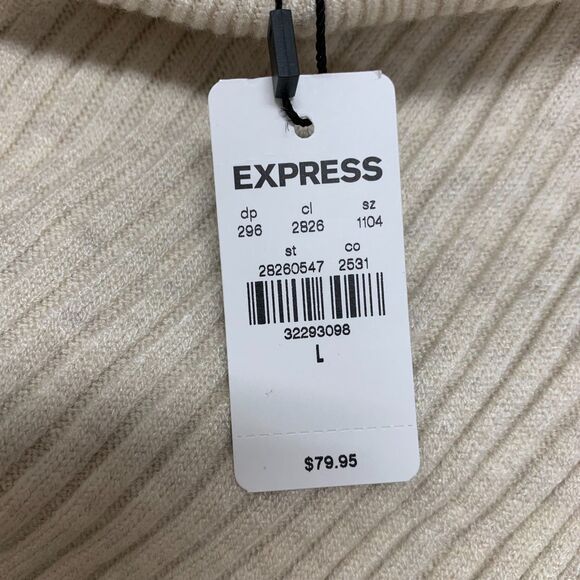 EXPRESS
dp cl sz
296 2826 1104
st co
28260547 2531
32293098
L
$79.95